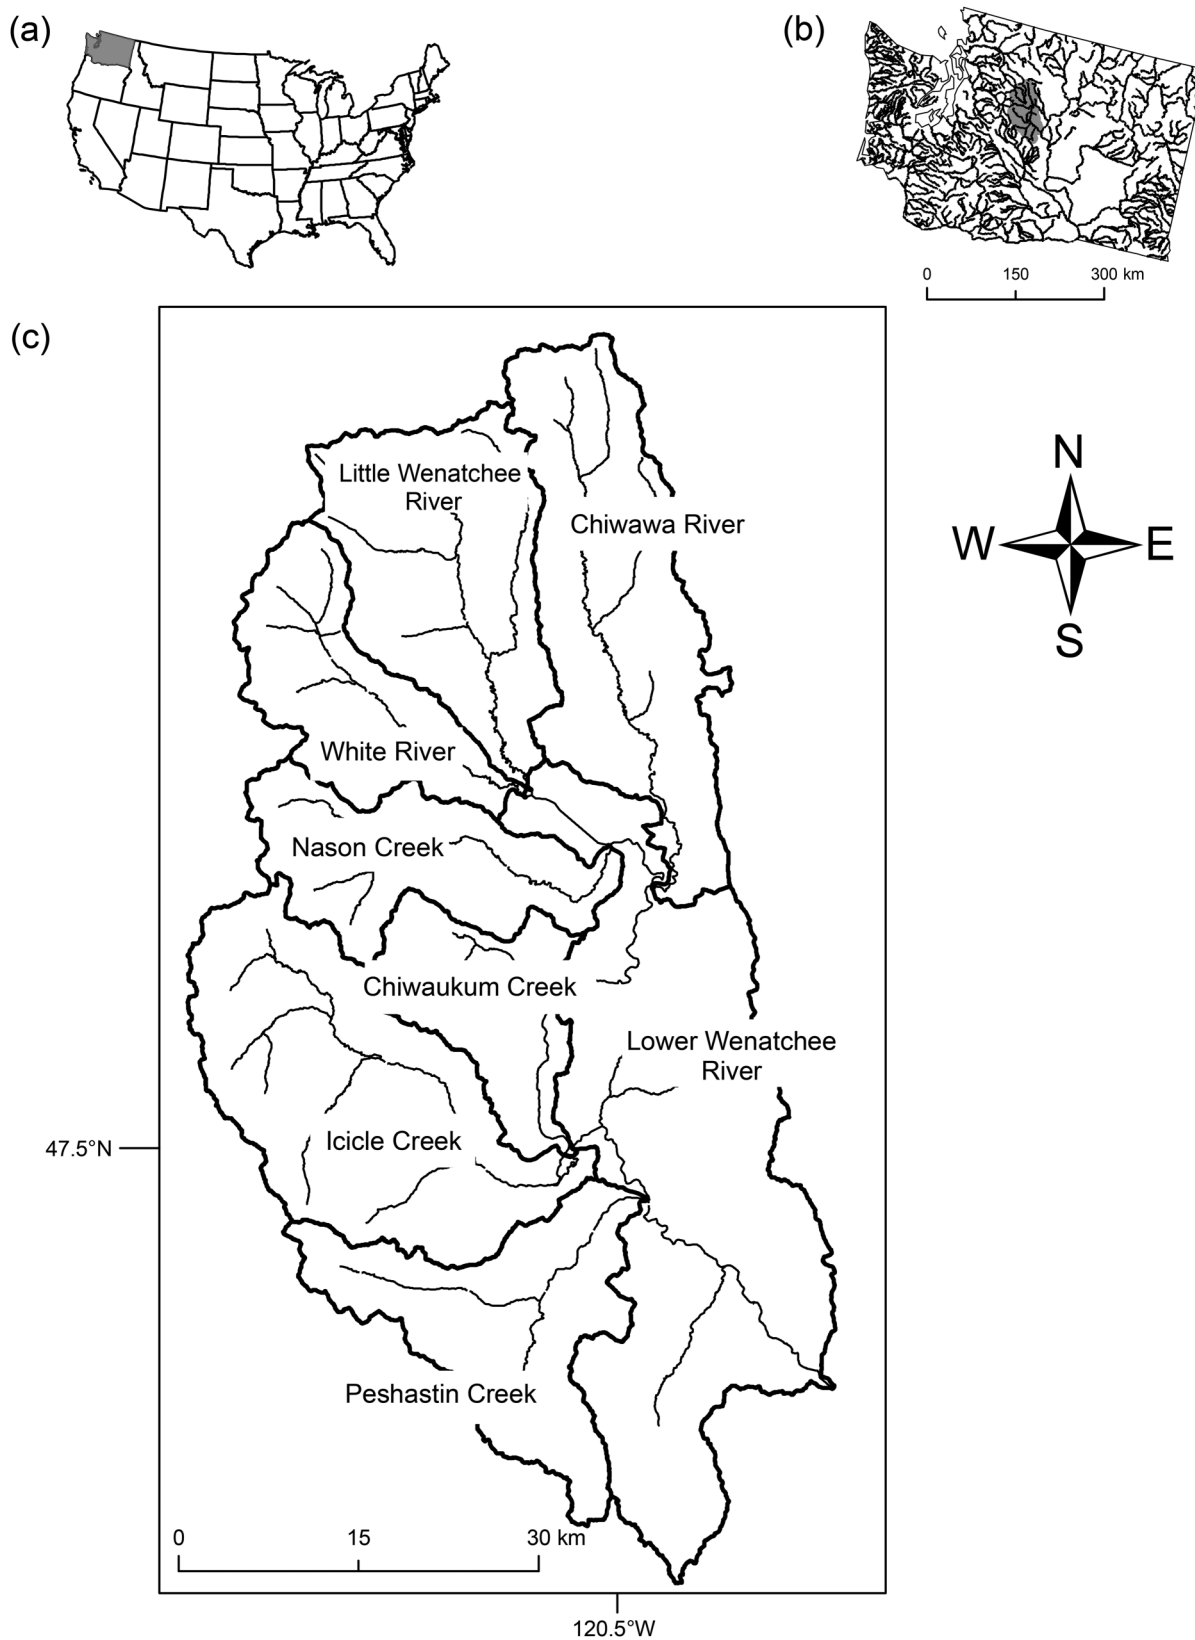 (a)
(b)
0 150 300 km
(c)
N
W E
S
Little Wenatchee
River
Chiwawa River
White River
Nason Creek
Chiwaukum Creek
Lower Wenatchee
River
Icicle Creek
47.5°N
Peshastin Creek
0 15 30 km
120.5°W